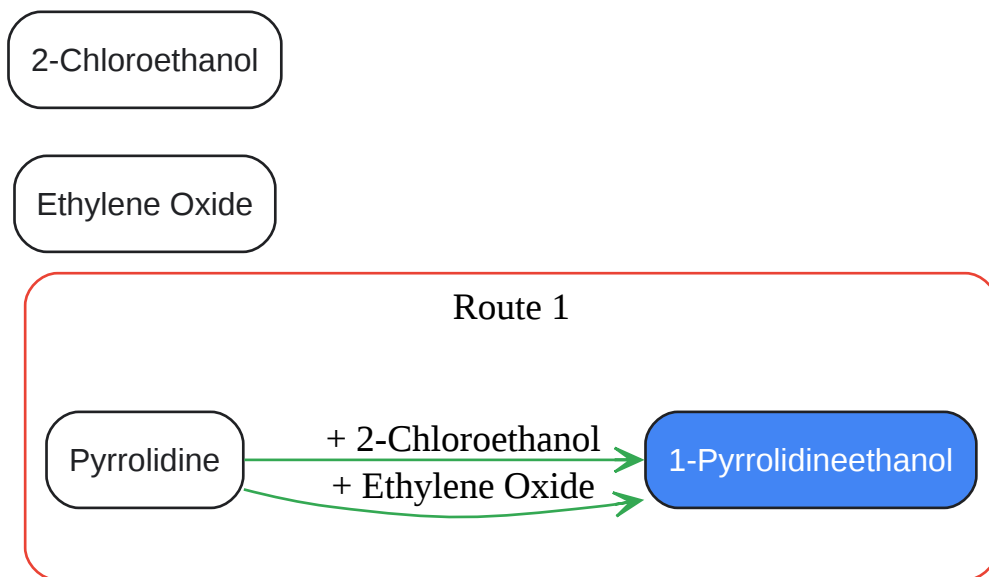 2-Chloroethanol
Ethylene Oxide
Route 1
+ 2-Chloroethanol
Pyrrolidine
1-Pyrrolidineethanol
+ Ethylene Oxide